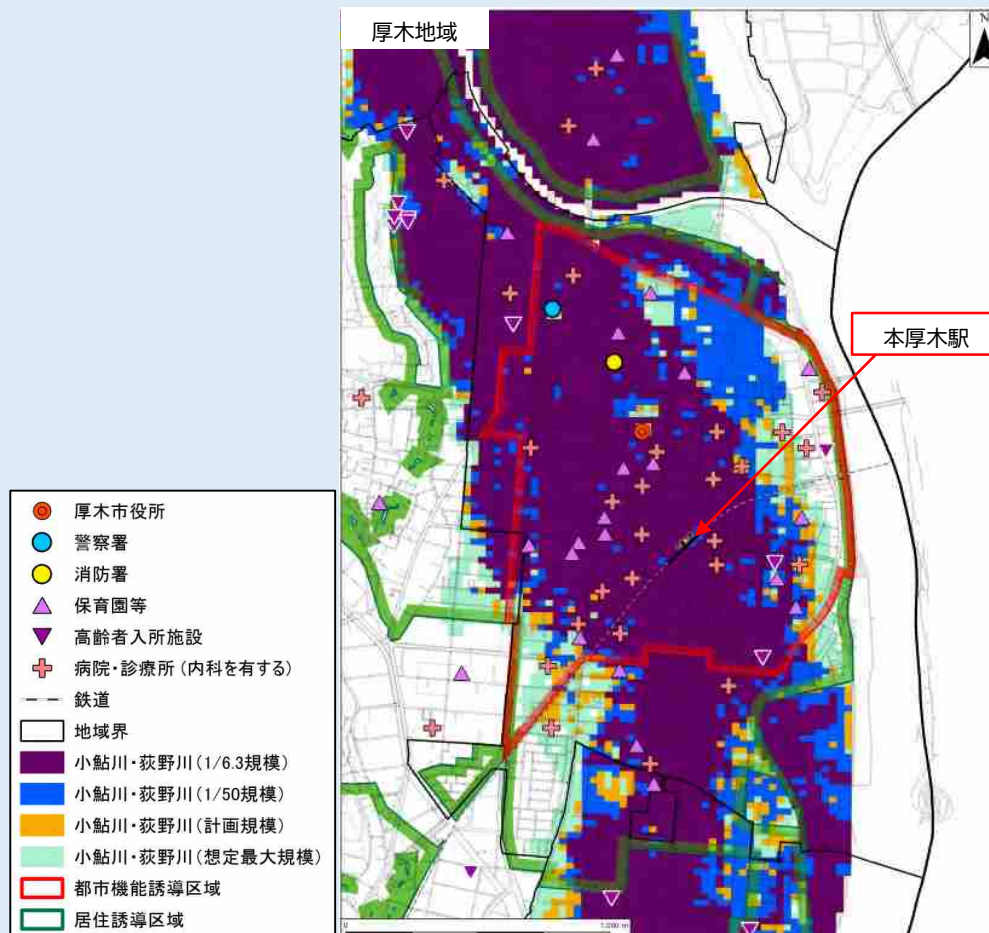 厚木地域
N
本厚木駅
厚木市役所
警察署
消防署
保育園等
高齢者入所施設
病院・診療所(内科を有する)
鉄道
地域界
小鮎川・荻野川(1/6.3規模)
小鮎川・荻野川(1/50規模)
小鮎川・荻野川(計画規模)
小鮎川・荻野川(想定最大規模)
都市機能誘導区域
居住誘導区域
0 1,000 m